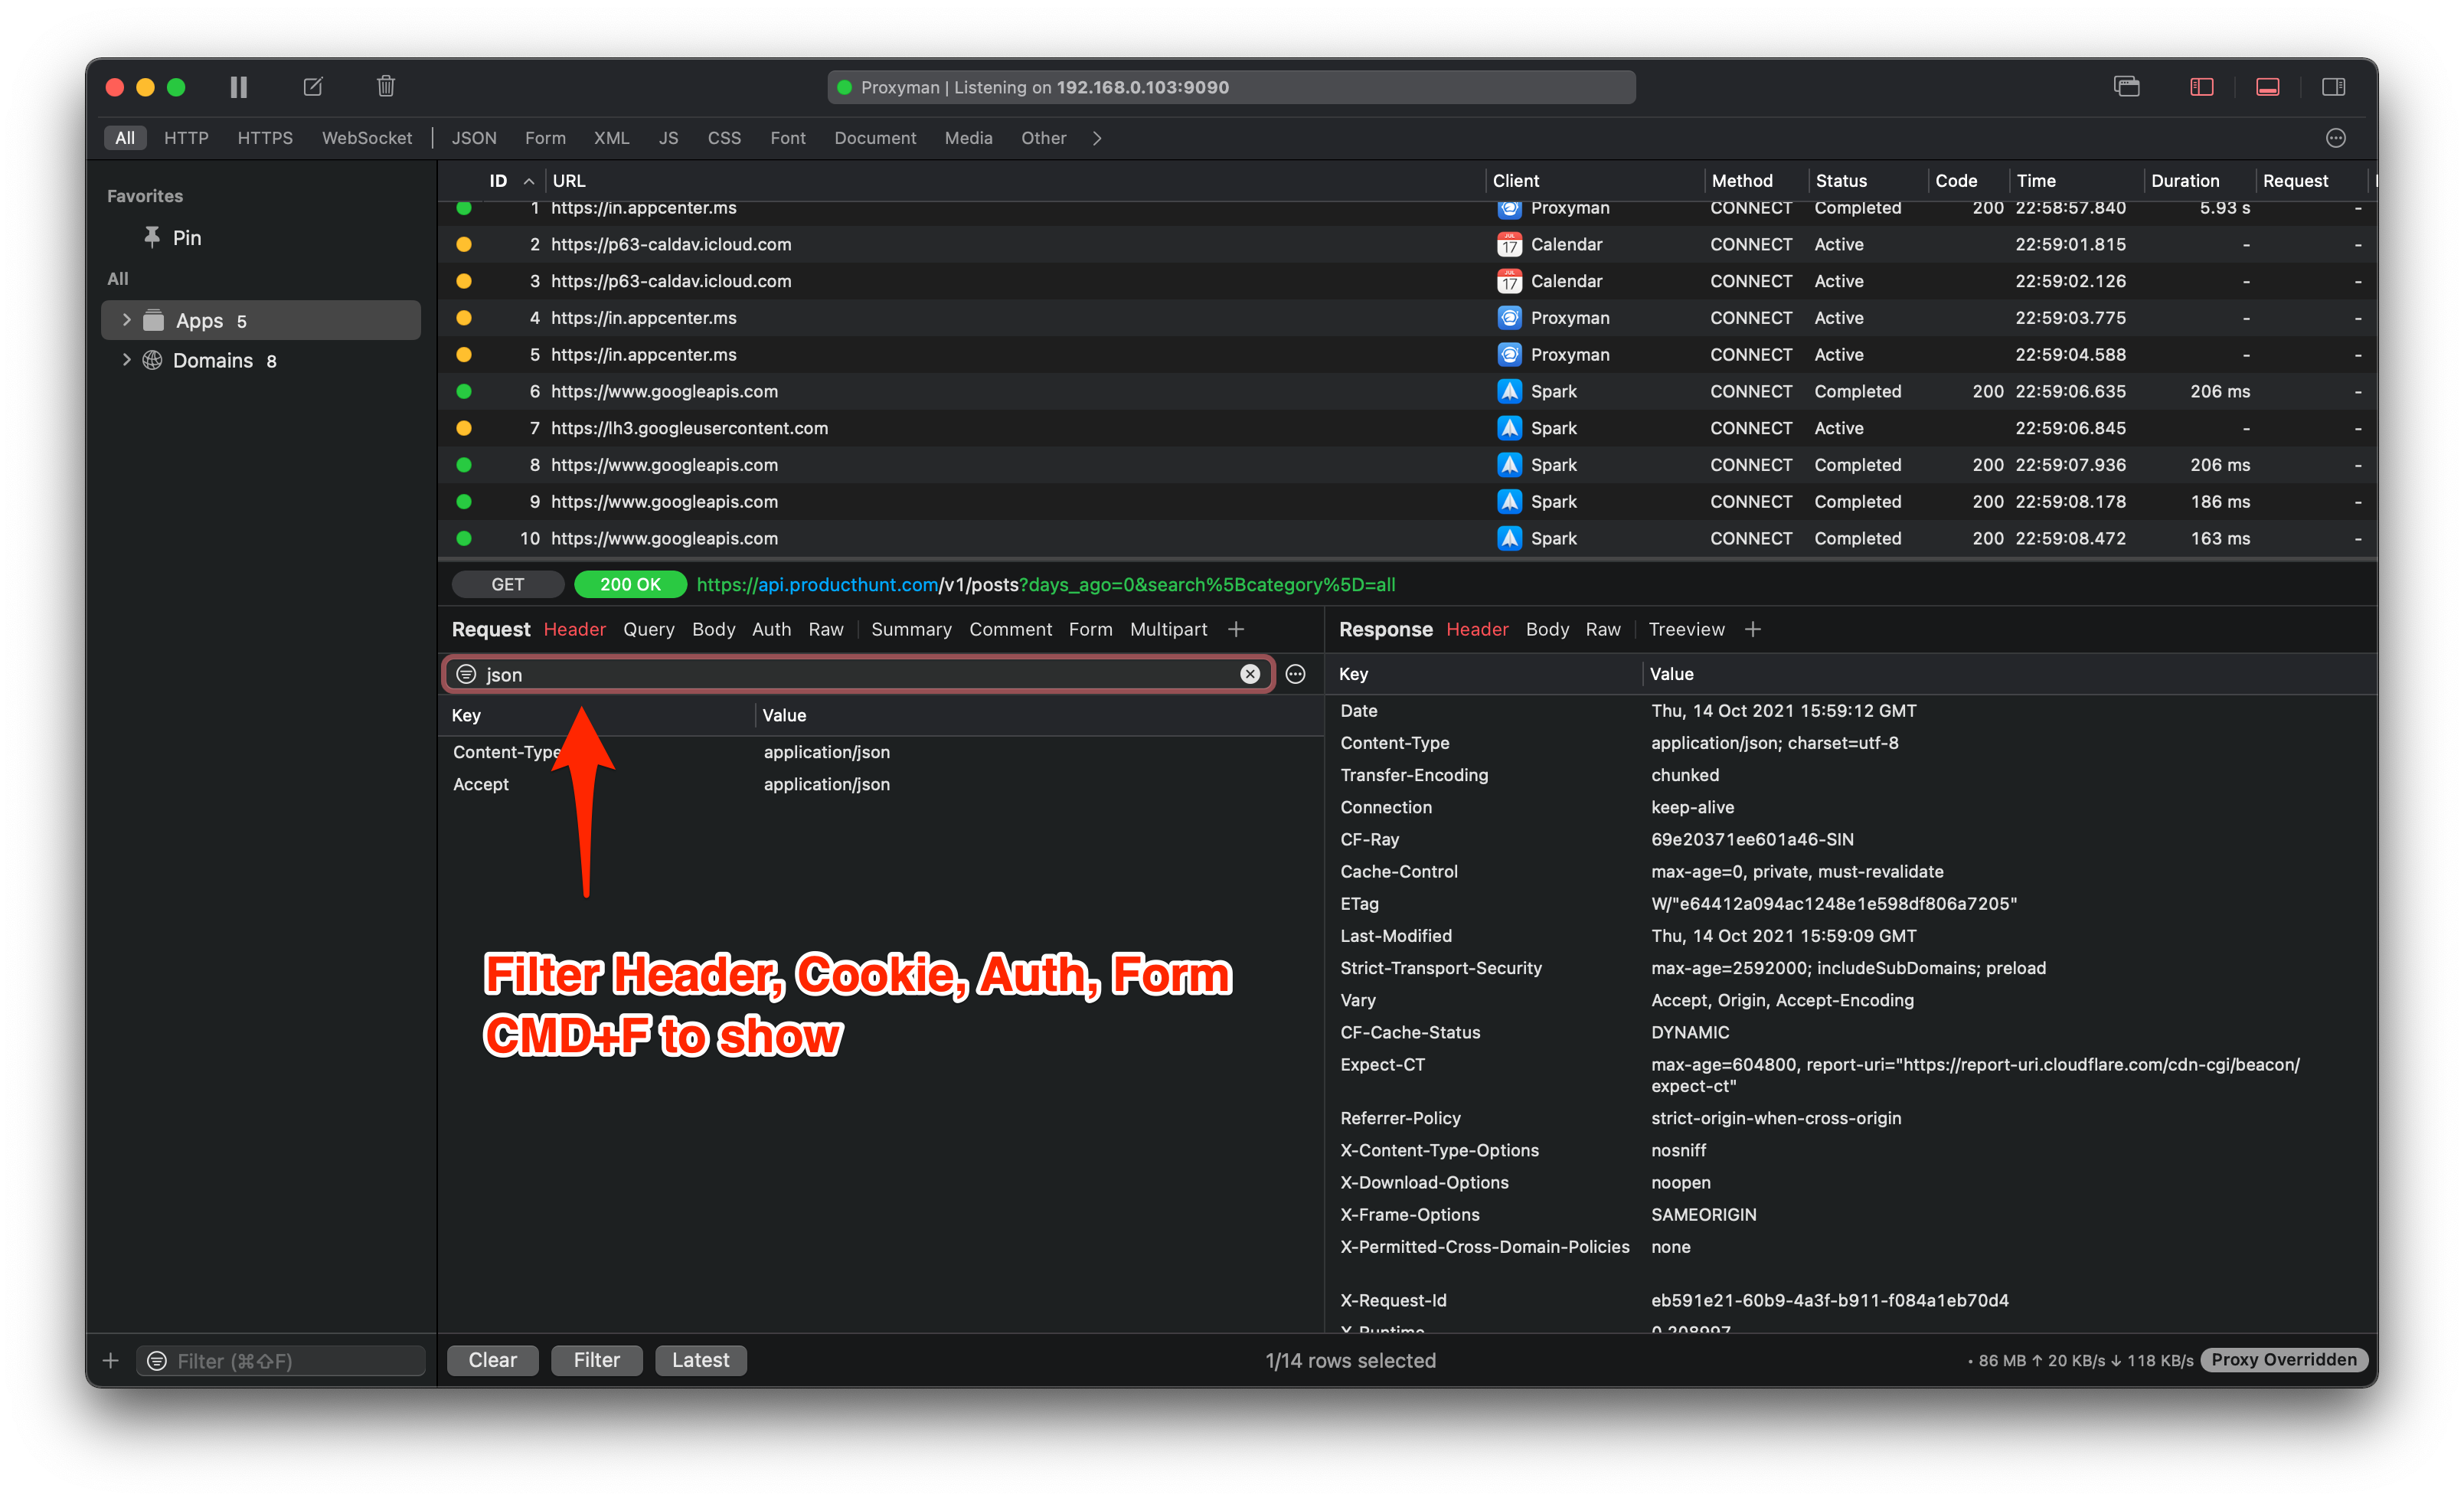 Proxyman | Listening on 192.168.0.103:9090
All HTTP HTTPS WebSocket JSON Form XML JS CSS Font Document Media Other
Favorites
Pin
All
Apps 5
Domains 8
ID URL Client Method Status Code Time Duration Request
1 https://in.appcenter.ms Proxyman CONNECT Completed 200 22:58:57.840 5.93 s -
2 https://p63-caldav.icloud.com JUL 17 Calendar CONNECT Active 22:59:01.815 - -
3 https://p63-caldav.icloud.com JUL 17 Calendar CONNECT Active 22:59:02.126 - -
4 https://in.appcenter.ms Proxyman CONNECT Active 22:59:03.775 - -
5 https://in.appcenter.ms Proxyman CONNECT Active 22:59:04.588 - -
6 https://www.googleapis.com Spark CONNECT Completed 200 22:59:06.635 206 ms -
7 https://lh3.googleusercontent.com Spark CONNECT Active 22:59:06.845 - -
8 https://www.googleapis.com Spark CONNECT Completed 200 22:59:07.936 206 ms -
9 https://www.googleapis.com Spark CONNECT Completed 200 22:59:08.178 186 ms -
10 https://www.googleapis.com Spark CONNECT Completed 200 22:59:08.472 163 ms -
GET 200 OK https://api.producthunt.com/v1/posts?days_ago=0&search%5Bcategory%5D=all
Request Header Query Body Auth Raw Summary Comment Form Multipart
json
Key Value
Content-Type application/json
Accept application/json
Filter Header, Cookie, Auth, Form
CMD+F to show
Response Header Body Raw Treeview
Key Value
Date Thu, 14 Oct 2021 15:59:12 GMT
Content-Type application/json; charset=utf-8
Transfer-Encoding chunked
Connection keep-alive
CF-Ray 69e20371ee601a46-SIN
Cache-Control max-age=0, private, must-revalidate
ETag W/"e64412a094ac1248e1e598df806a7205"
Last-Modified Thu, 14 Oct 2021 15:59:09 GMT
Strict-Transport-Security max-age=2592000; includeSubDomains; preload
Vary Accept, Origin, Accept-Encoding
CF-Cache-Status DYNAMIC
Expect-CT max-age=604800, report-uri="https://report-uri.cloudflare.com/cdn-cgi/beacon/
expect-ct"
Referrer-Policy strict-origin-when-cross-origin
X-Content-Type-Options nosniff
X-Download-Options noopen
X-Frame-Options SAMEORIGIN
X-Permitted-Cross-Domain-Policies none
X-Request-Id eb591e21-60b9-4a3f-b911-f084a1eb70d4
X-Runtime 0.208997
Filter (⌘⇧F)
Clear Filter Latest
1/14 rows selected
• 86 MB ↑ 20 KB/s ↓ 118 KB/s Proxy Overridden